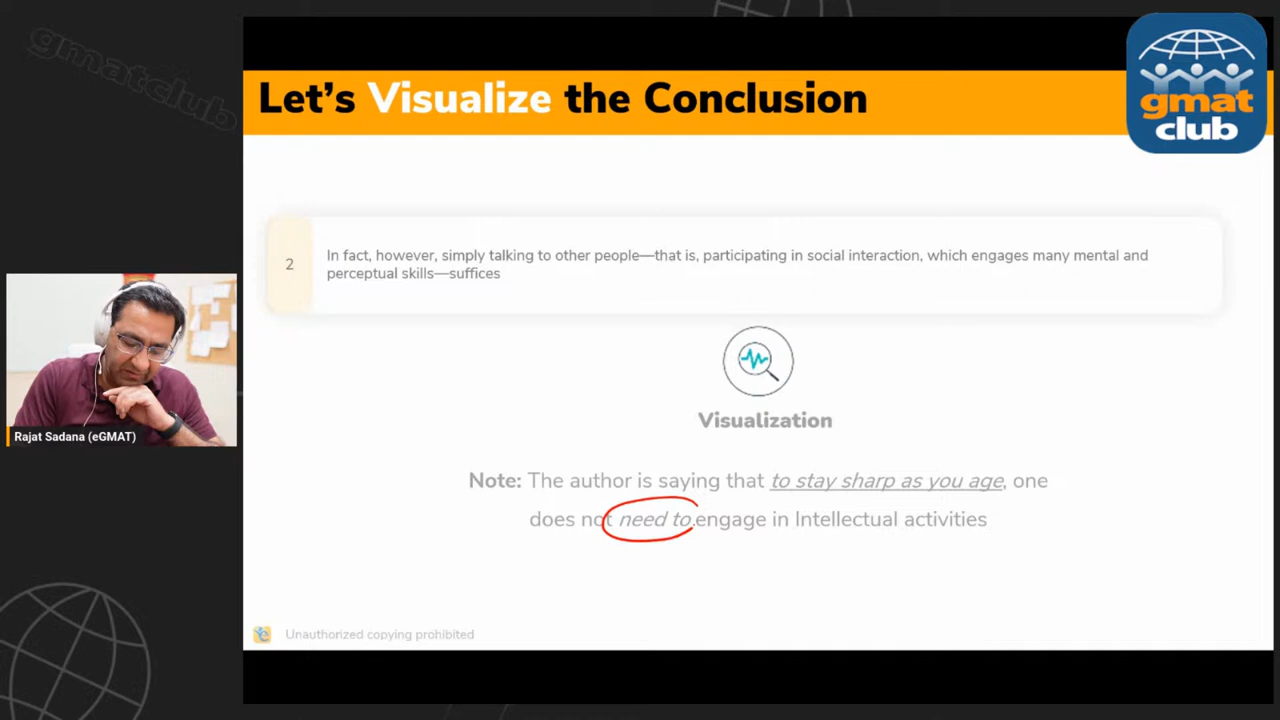 gmatclub
gmat
club
Let's Visualize the Conclusion
2
In fact, however, simply talking to other people—that is, participating in social interaction, which engages many mental and
perceptual skills—suffices
Visualization
Note: The author is saying that to stay sharp as you age, one
does not need to engage in Intellectual activities
Rajat Sadana (eGMAT)
Unauthorized copying prohibited